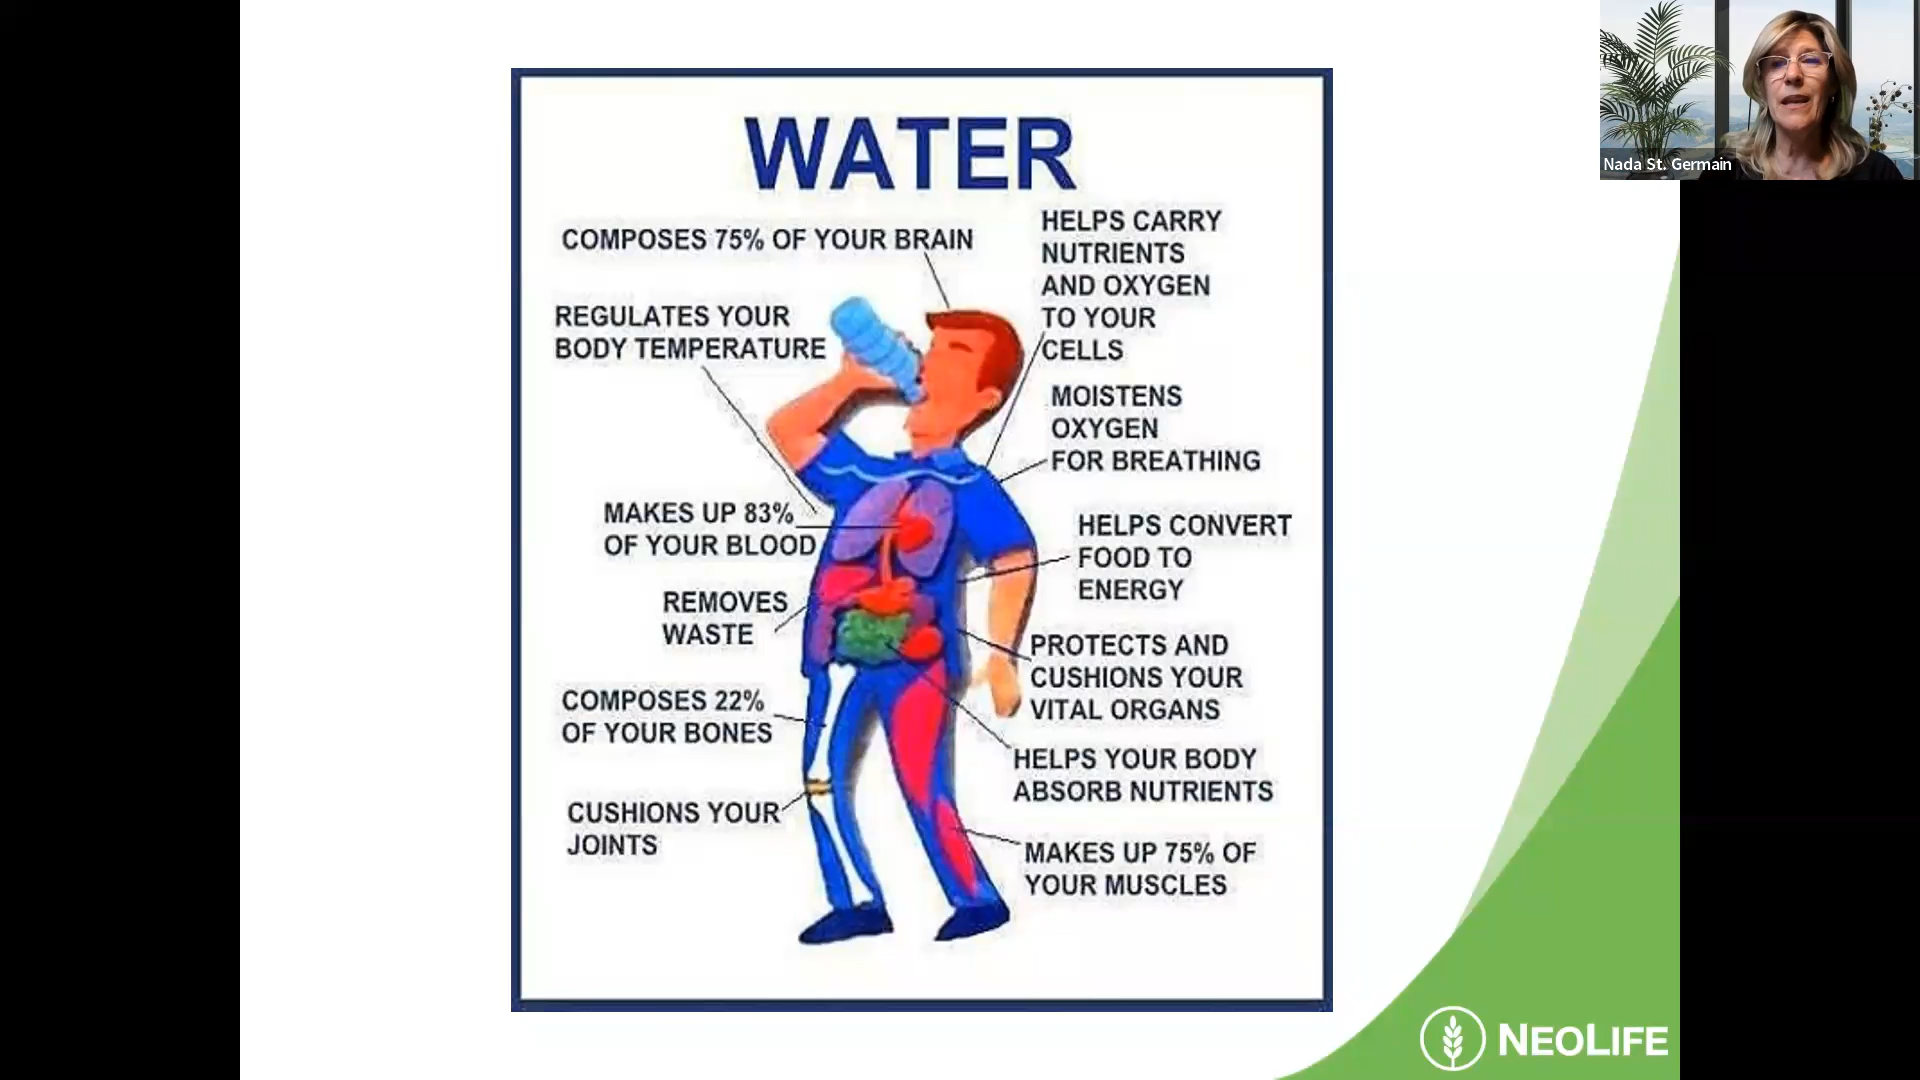 Nada St. Germain
WATER
COMPOSES 75% OF YOUR BRAIN
REGULATES YOUR
BODY TEMPERATURE
MAKES UP 83%
OF YOUR BLOOD
REMOVES
WASTE
COMPOSES 22%
OF YOUR BONES
CUSHIONS YOUR
JOINTS
HELPS CARRY
NUTRIENTS
AND OXYGEN
TO YOUR
CELLS
MOISTENS
OXYGEN
FOR BREATHING
HELPS CONVERT
FOOD TO
ENERGY
PROTECTS AND
CUSHIONS YOUR
VITAL ORGANS
HELPS YOUR BODY
ABSORB NUTRIENTS
MAKES UP 75% OF
YOUR MUSCLES
NEOLIFE